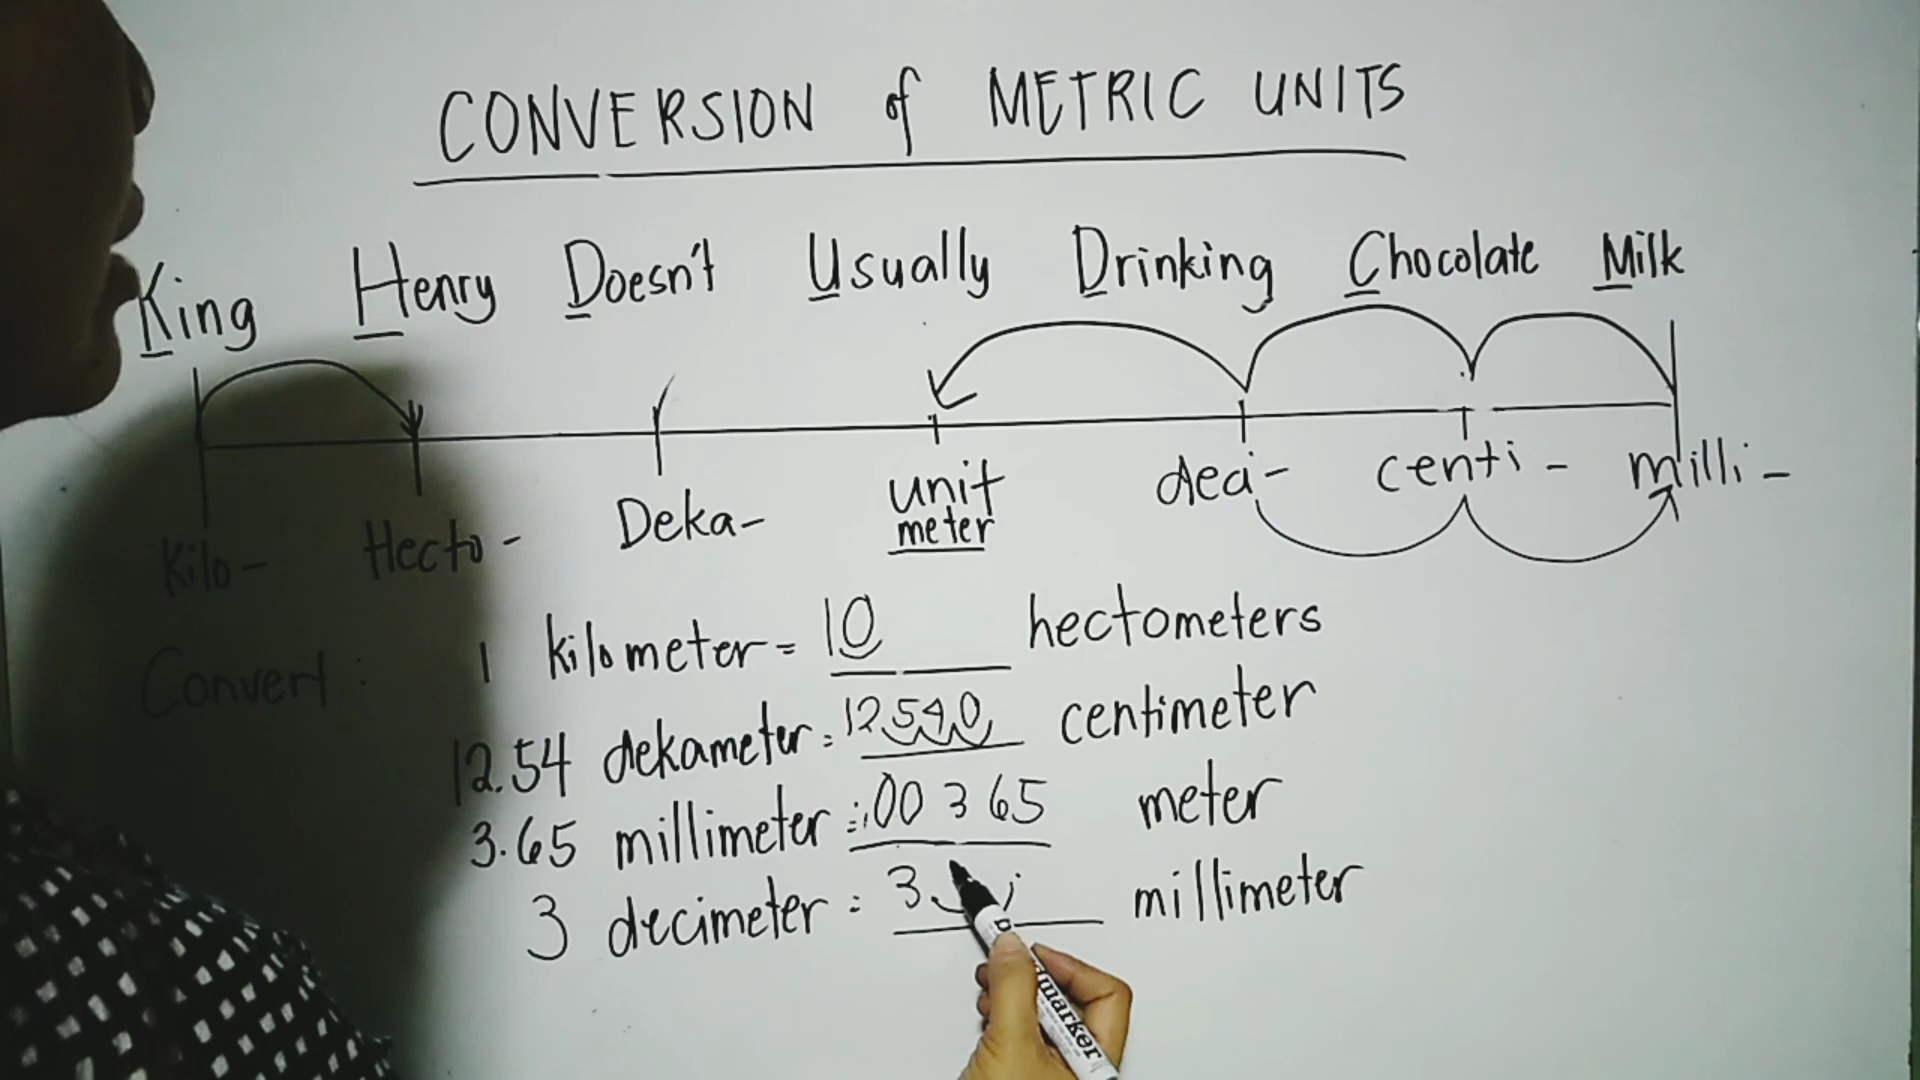 CONVERSION of METRIC UNITS
King Henry Doesn't Usually Drinking Chocolate Milk
Kilo- Hecto- Deka- unit deci- centi- milli-
meter
Convert: 1 kilometer = 10 hectometers
12.54 dekameter = 12540 centimeter
3.65 millimeter = .00365 meter
3 decimeter = 3 millimeter
marker